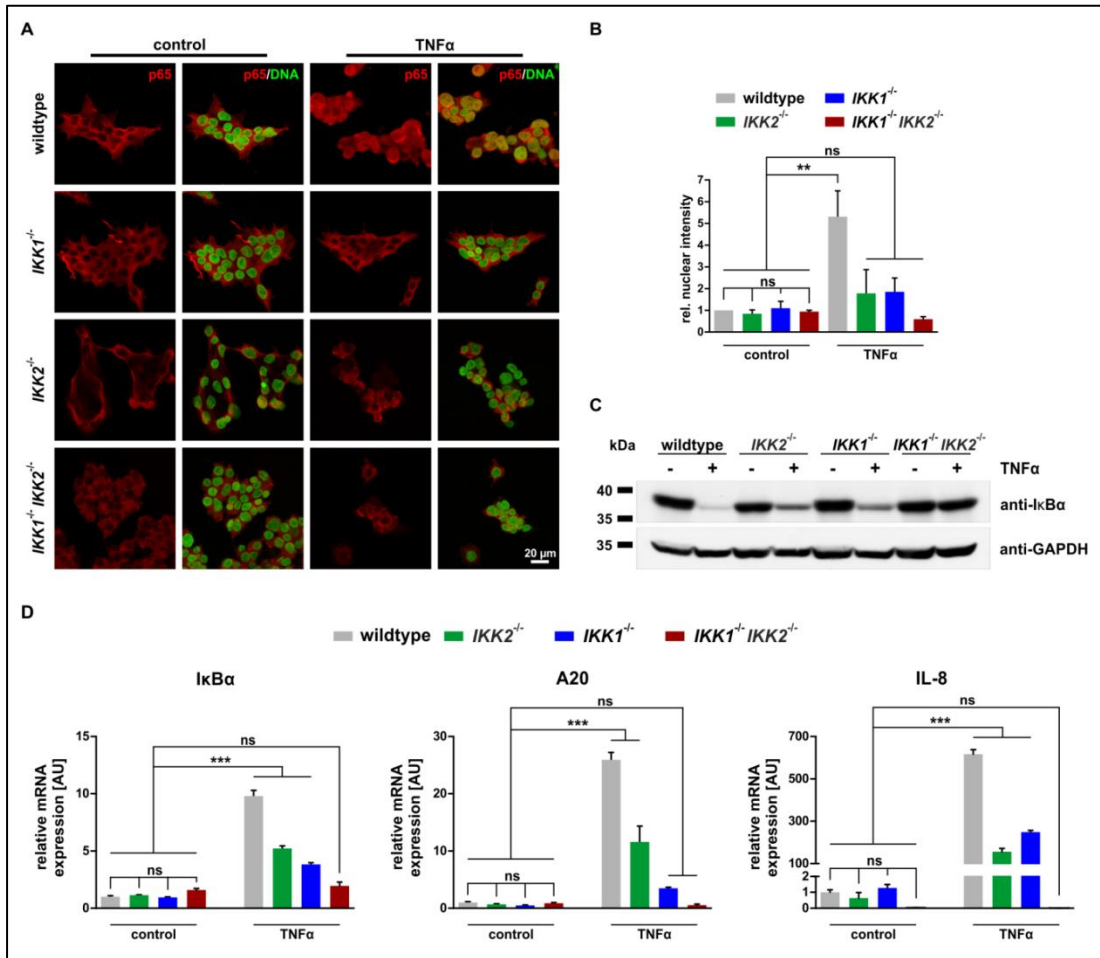 A
control TNFα
p65 p65/DNA p65 p65/DNA
wildtype
IKK1-/-
IKK2-/-
IKK1-/- IKK2-/-
20 µm
B
wildtype IKK1-/-
IKK2-/- IKK1-/- IKK2-/-
ns
**
rel. nuclear intensity
7
6
5
4
3
2
1
0
ns
control TNFα
C
kDa wildtype IKK2-/- IKK1-/- IKK1-/- IKK2-/-
- + - + - + - + TNFα
40
35
anti-IκBα
35
anti-GAPDH
D
wildtype IKK2-/- IKK1-/- IKK1-/- IKK2-/-
IκBα
relative mRNA
expression [AU]
15
10
5
0
ns
***
ns
control TNFα
A20
relative mRNA
expression [AU]
30
20
10
0
ns
***
ns
control TNFα
IL-8
relative mRNA
expression [AU]
700
500
300
100
2
1
0
ns
***
ns
control TNFα